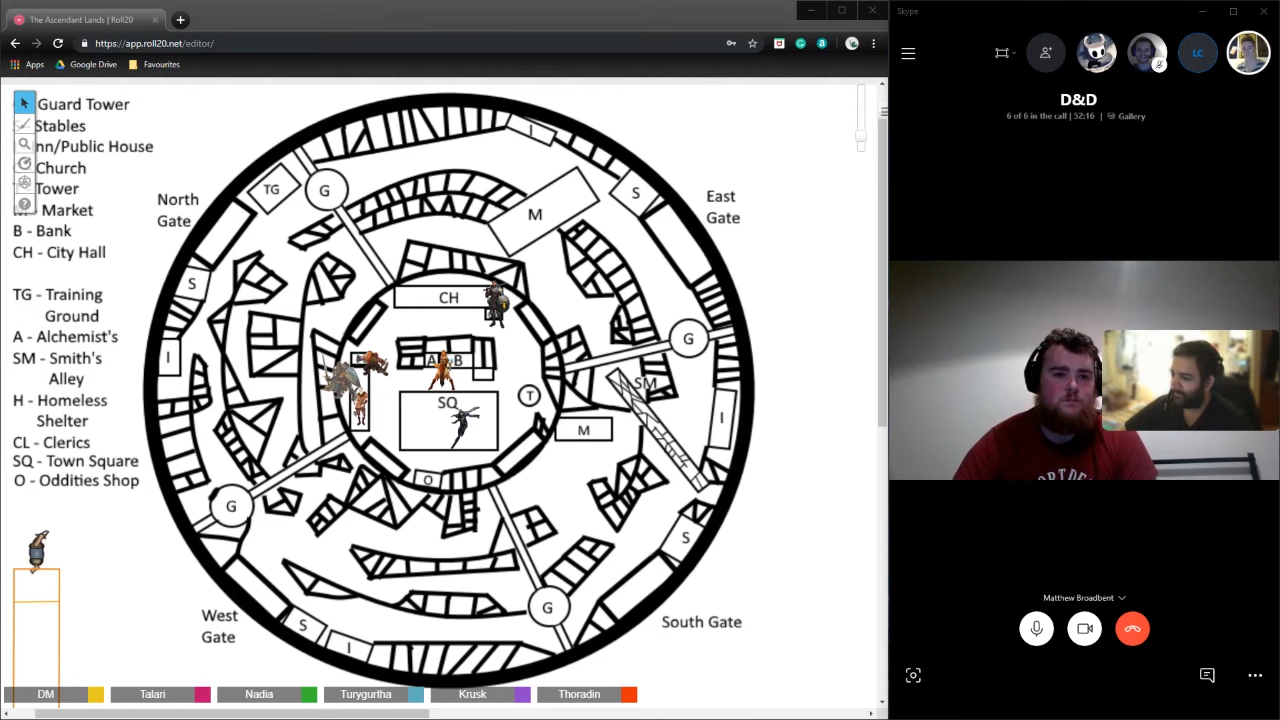 The Ascendant Lands | Roll20
https://app.roll20.net/editor/
Apps
Google Drive
Favourites
Guard Tower
Stables
nn/Public House
Church
Tower
Market
B - Bank
CH - City Hall
TG - Training
Ground
A - Alchemist's
SM - Smith's
Alley
H - Homeless
Shelter
CL - Clerics
SQ - Town Square
O - Oddities Shop
North
Gate
East
Gate
West
Gate
South Gate
I
TG
G
S
M
S
CH
G
I
A
B
SM
T
SQ
I
M
O
G
S
G
S
I
DM
Talari
Nadia
Turygurtha
Krusk
Thoradin
Skype
LC
D&D
6 of 6 in the call | 52:16 | Gallery
Matthew Broadbent